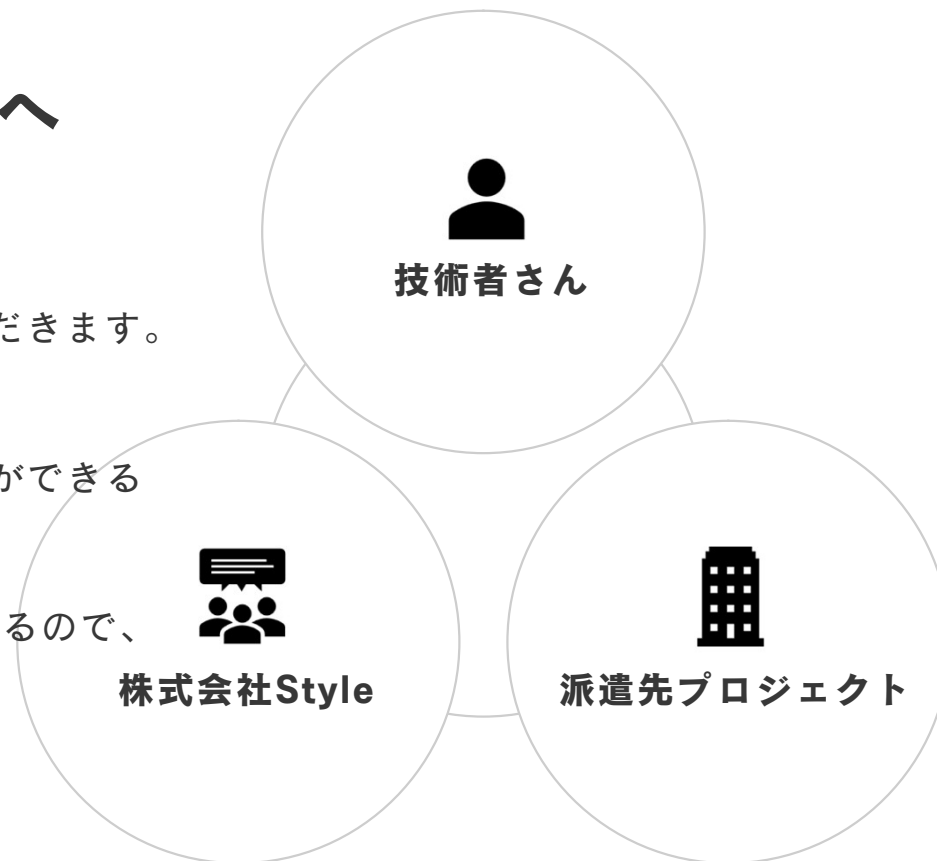 へ
技術者さん
だきます。
ができる
るので、
株式会社Style
派遣先プロジェクト